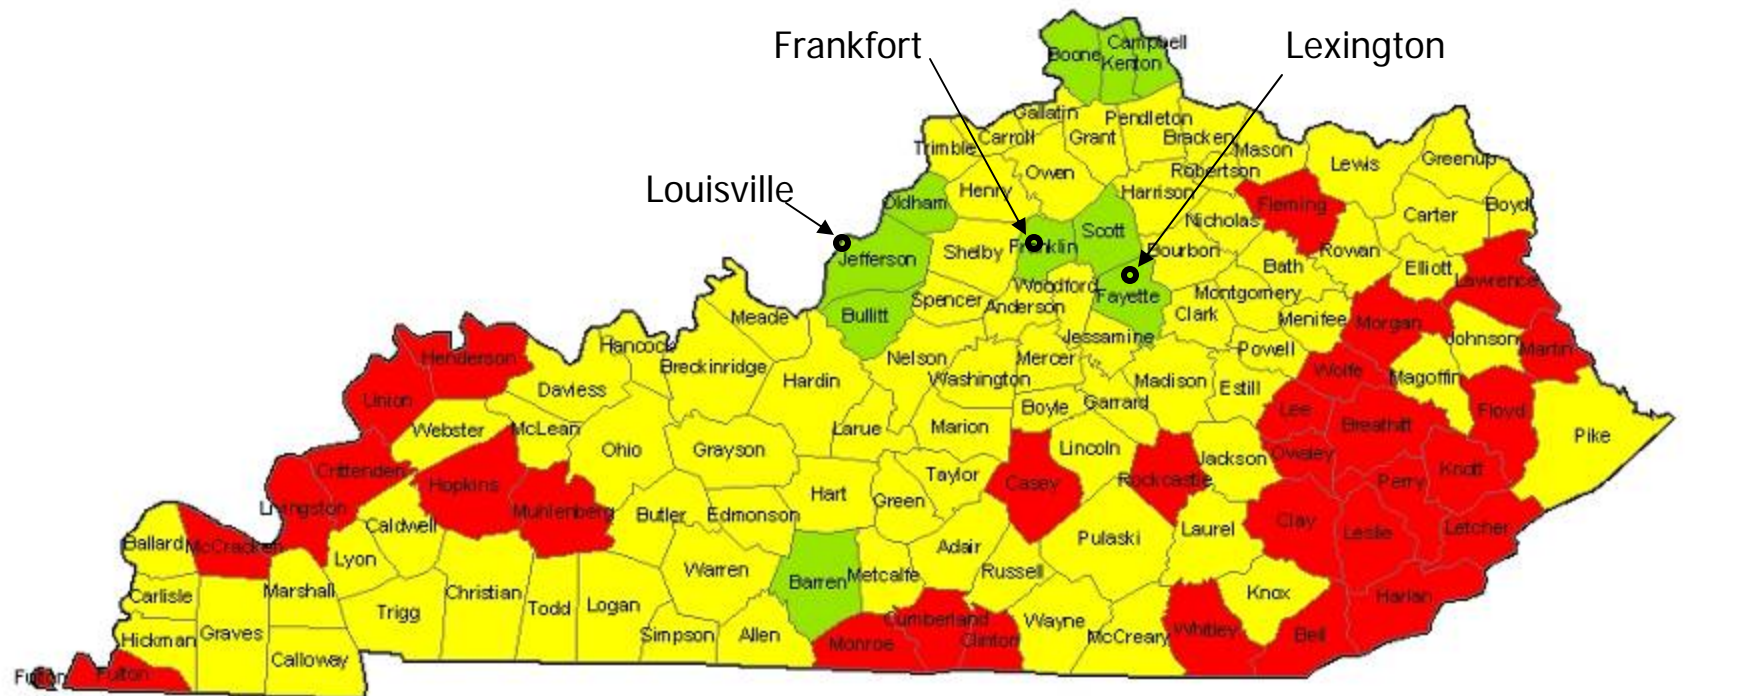 Frankfort
Lexington
Louisville
Boone
Campbell
Kenton
Gallatin
Pendleton
Carroll
Grant
Bracken
Trimble
Mason
Lewis
Greenup
Owen
Robertson
Henry
Harrison
Oldham
Fleming
Boyd
Carter
Nicholas
Scott
Shelby
Franklin
Bourbon
Rowan
Jefferson
Bath
Elliott
Lawrence
Woodford
Fayette
Montgomery
Spencer
Anderson
Bullitt
Meade
Clark
Menifee
Morgan
Jessamine
Johnson
Hancock
Powell
Martin
Henderson
Nelson
Mercer
Breckinridge
Wolfe
Magoffin
Hardin
Washington
Madison
Estill
Daviess
Union
Boyle
Garrard
Lee
Floyd
Webster
McLean
Larue
Marion
Breathitt
Pike
Ohio
Grayson
Lincoln
Owsley
Jackson
Crittenden
Taylor
Knott
Hopkins
Rockcastle
Casey
Perry
Hart
Green
Livingston
Muhlenberg
Butler
Edmonson
Caldwell
Clay
Laurel
Leslie
Letcher
Pulaski
Ballard
McCracken
Adair
Lyon
Warren
Russell
Metcalfe
Barren
Marshall
Carlisle
Christian
Knox
Harlan
Trigg
Todd
Logan
Cumberland
Wayne
Whitley
Graves
Hickman
Simpson
Allen
McCreary
Bell
Clinton
Monroe
Calloway
Fulton
Fulton